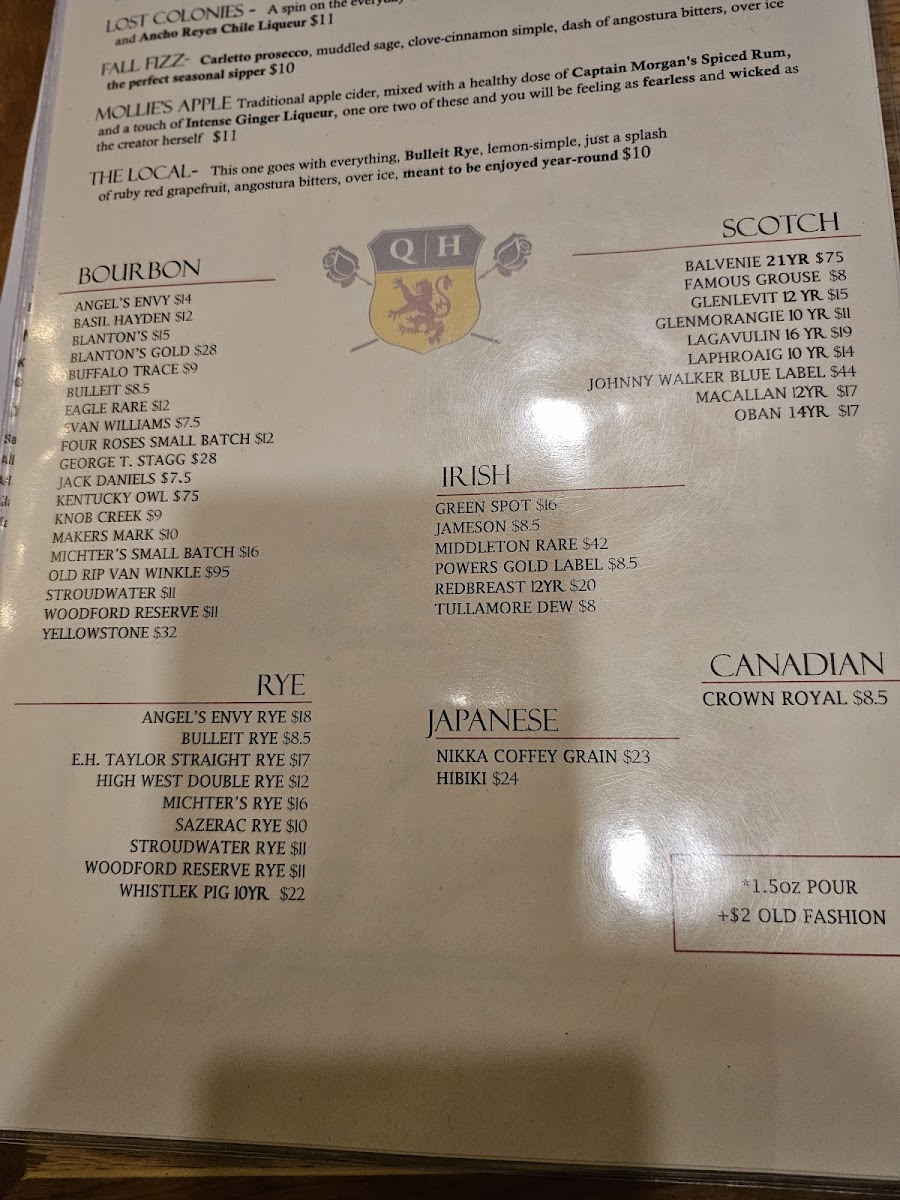 LOST COLONIES - A spin on the everyday
and Ancho Reyes Chile Liqueur $11
FALL FIZZ- Carletto prosecco, muddled sage, clove-cinnamon simple, dash of angostura bitters, over ice
the perfect seasonal sipper $10
MOLLIE'S APPLE Traditional apple cider, mixed with a healthy dose of Captain Morgan's Spiced Rum,
and a touch of Intense Ginger Liqueur, one ore two of these and you will be feeling as fearless and wicked as
the creator herself $11
THE LOCAL- This one goes with everything, Bulleit Rye, lemon-simple, just a splash
of ruby red grapefruit, angostura bitters, over ice, meant to be enjoyed year-round $10
Q H
BOURBON
ANGEL'S ENVY $14
BASIL HAYDEN $12
BLANTON'S $15
BLANTON'S GOLD $28
BUFFALO TRACE $9
BULLEIT $8.5
EAGLE RARE $12
EVAN WILLIAMS $7.5
FOUR ROSES SMALL BATCH $12
GEORGE T. STAGG $28
JACK DANIELS $7.5
KENTUCKY OWL $75
KNOB CREEK $9
MAKERS MARK $10
MICHTER'S SMALL BATCH $16
OLD RIP VAN WINKLE $95
STROUDWATER $11
WOODFORD RESERVE $11
YELLOWSTONE $32
RYE
ANGEL'S ENVY RYE $18
BULLEIT RYE $8.5
E.H. TAYLOR STRAIGHT RYE $17
HIGH WEST DOUBLE RYE $12
MICHTER'S RYE $16
SAZERAC RYE $10
STROUDWATER RYE $11
WOODFORD RESERVE RYE $11
WHISTLEK PIG 10YR $22
SCOTCH
BALVENIE 21YR $75
FAMOUS GROUSE $8
GLENLEVIT 12 YR $15
GLENMORANGIE 10 YR $11
LAGAVULIN 16 YR $19
LAPHROAIG 10 YR $14
JOHNNY WALKER BLUE LABEL $44
MACALLAN 12YR $17
OBAN 14YR $17
IRISH
GREEN SPOT $16
JAMESON $8.5
MIDDLETON RARE $42
POWERS GOLD LABEL $8.5
REDBREAST 12YR $20
TULLAMORE DEW $8
JAPANESE
NIKKA COFFEY GRAIN $23
HIBIKI $24
CANADIAN
CROWN ROYAL $8.5
*1.5oz POUR
+$2 OLD FASHION